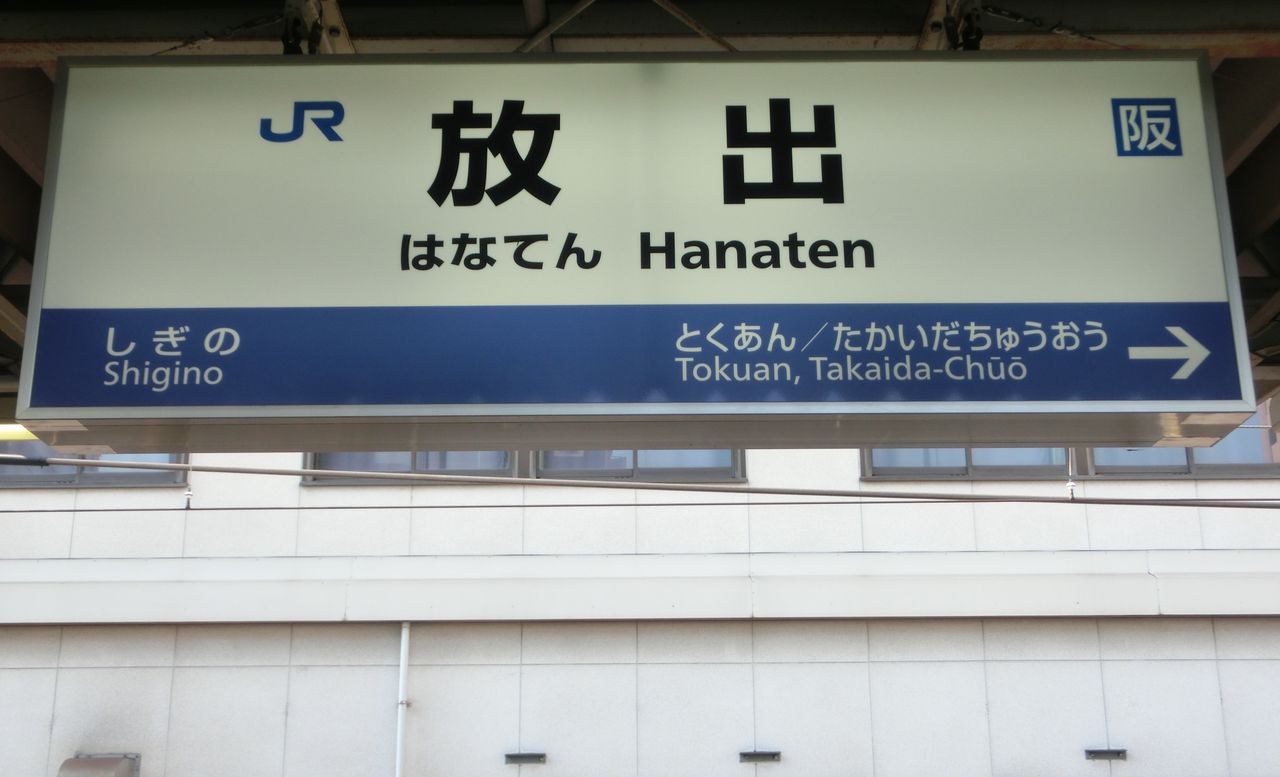 JR
放出
阪
はなてん Hanaten
しぎの
Shigino
とくあん／たかいだちゅうおう
Tokuan, Takaida-Chūō